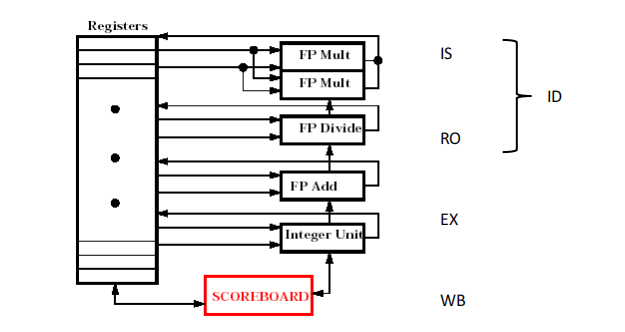 Registers
FP Mult
IS
FP Mult
ID
FP Divide
RO
FP Add
EX
Integer Unit
SCOREBOARD
WB